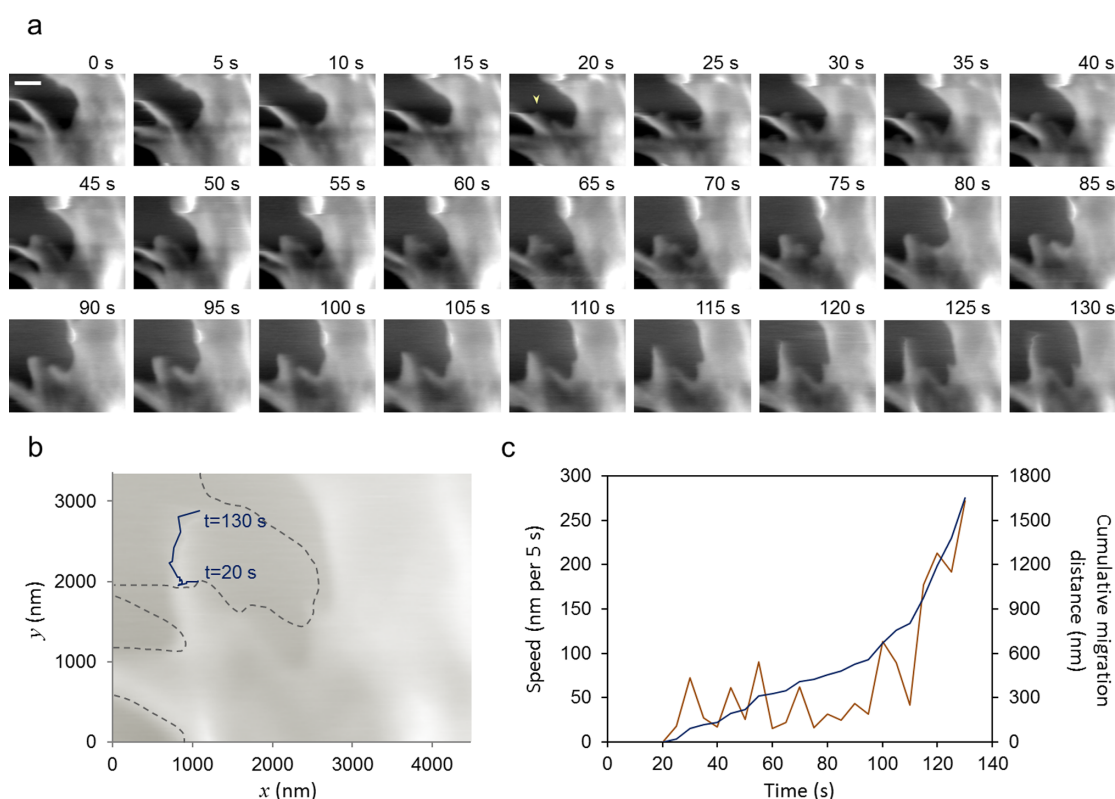 a
0 s 5 s 10 s 15 s 20 s 25 s 30 s 35 s 40 s
45 s 50 s 55 s 60 s 65 s 70 s 75 s 80 s 85 s
90 s 95 s 100 s 105 s 110 s 115 s 120 s 125 s 130 s
b
3000
2000
1000
0
y (nm)
t=130 s
t=20 s
0 1000 2000 3000 4000
x (nm)
c
300
250
200
150
100
50
0
Speed (nm per 5 s)
1800
1500
1200
900
600
300
0
Cumulative migration
distance (nm)
0 20 40 60 80 100 120 140
Time (s)